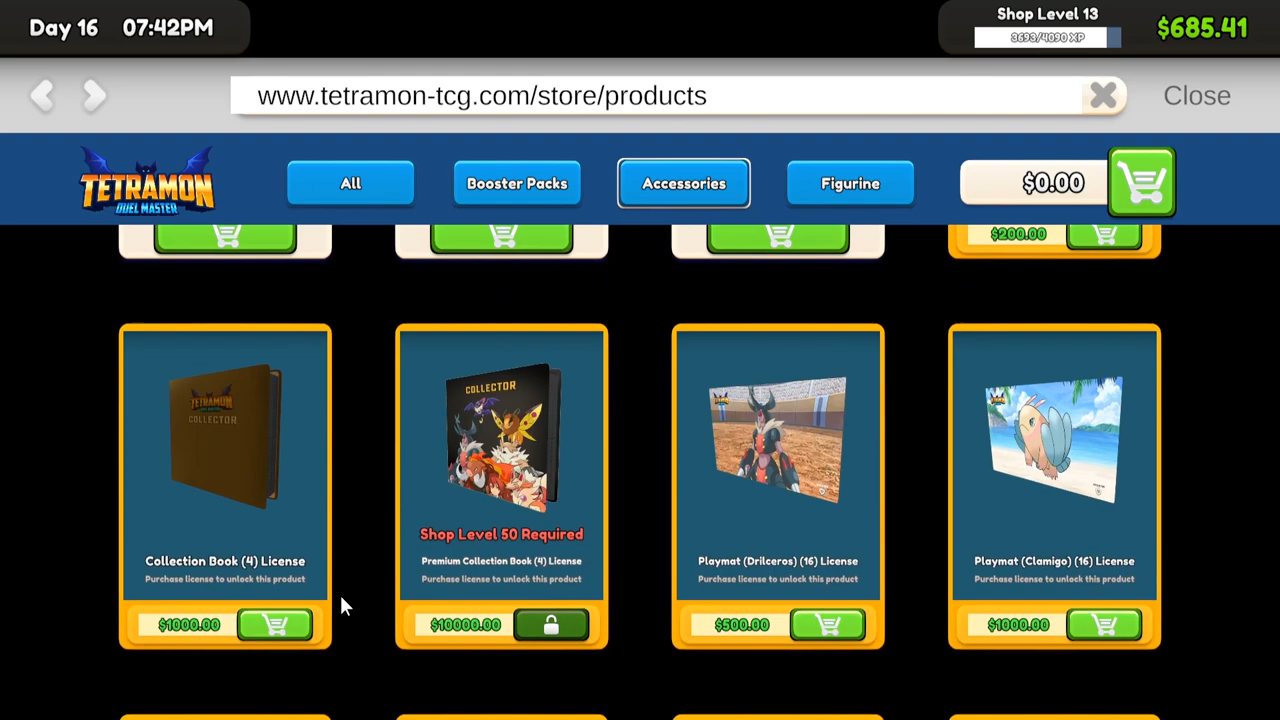 Day 16 07:42PM
Shop Level 13
3693/4090 XP
$685.41
www.tetramon-tcg.com/store/products
Close
TETRAMON
DUEL MASTER
All
Booster Packs
Accessories
Figurine
$0.00
$200.00
TETRAMON
COLLECTOR
COLLECTOR
Shop Level 50 Required
Collection Book (4) License
Purchase license to unlock this product
Premium Collection Book (4) License
Purchase license to unlock this product
Playmat (Drilceros) (16) License
Purchase license to unlock this product
Playmat (Clamigo) (16) License
Purchase license to unlock this product
$1000.00
$10000.00
$500.00
$1000.00